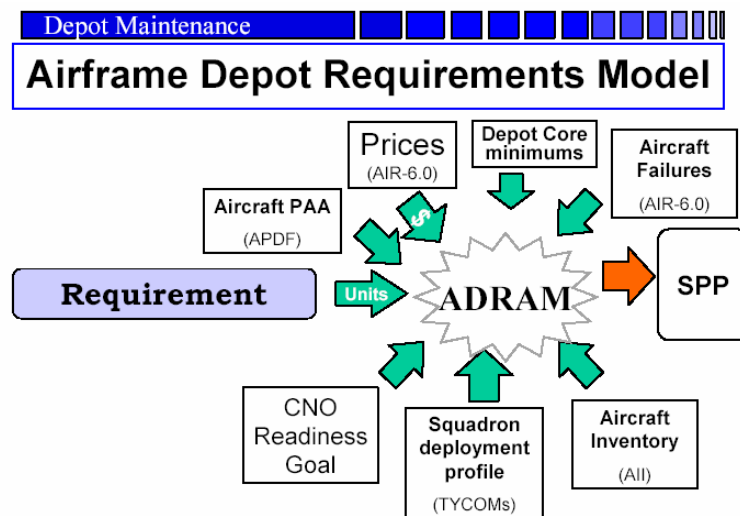 Depot Maintenance
Airframe Depot Requirements Model
Prices
(AIR-6.0)
Depot Core
minimums
Aircraft
Failures
(AIR-6.0)
Aircraft PAA
(APDF)
$
Requirement
Units
ADRAM
SPP
CNO
Readiness
Goal
Squadron
deployment
profile
(TYCOMs)
Aircraft
Inventory
(AII)